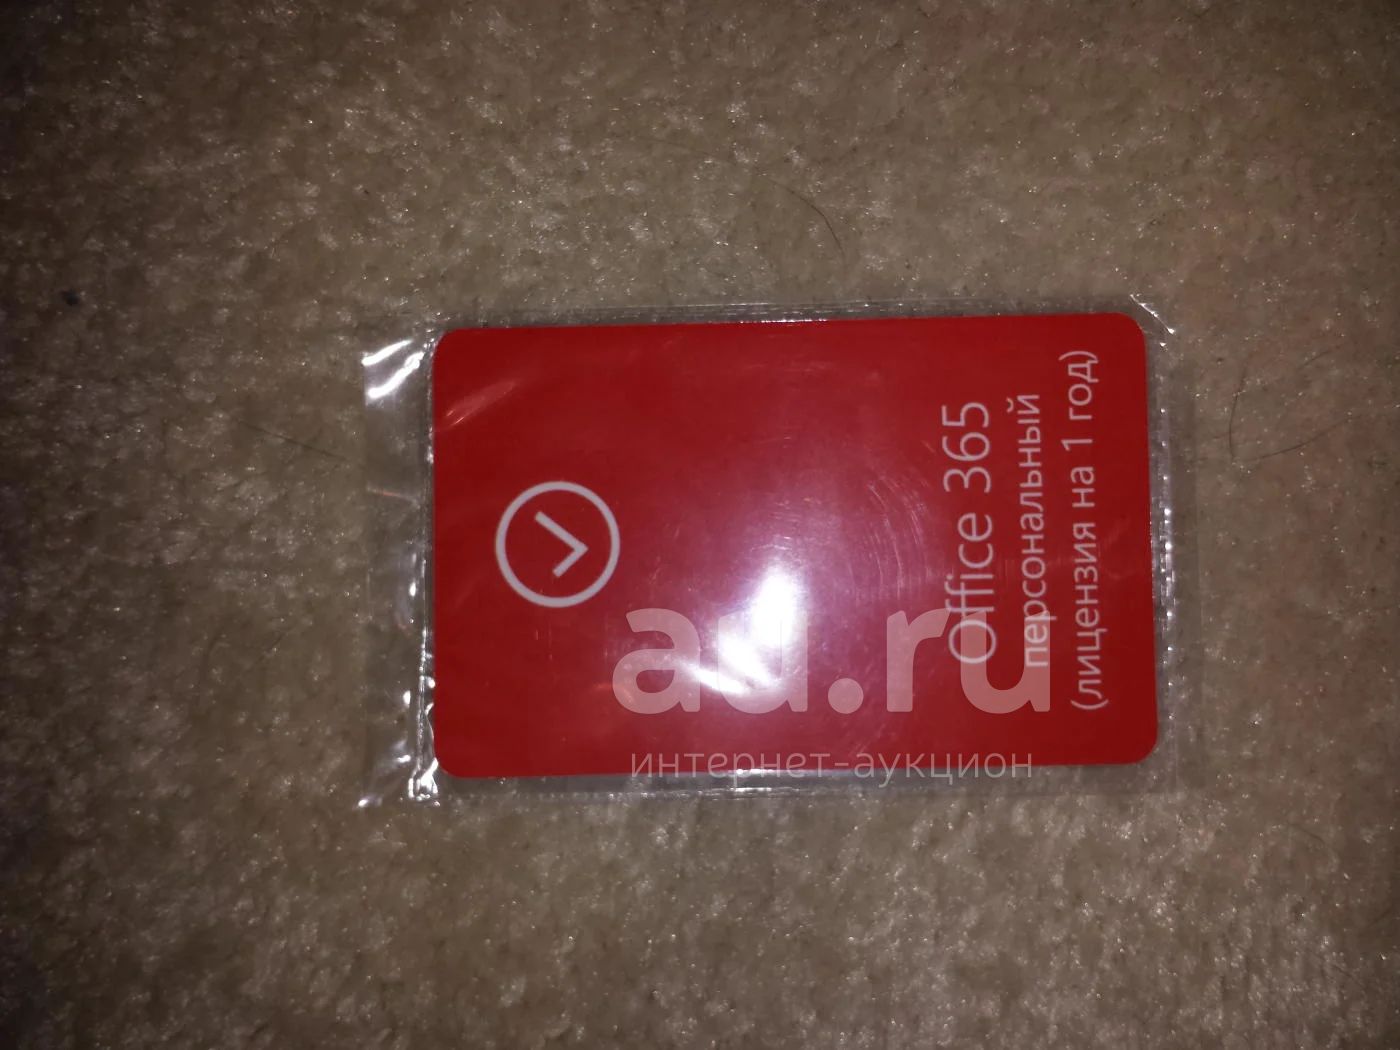 Office 365
персональный
(лицензия на 1 год)
au.ru
интернет-аукцион